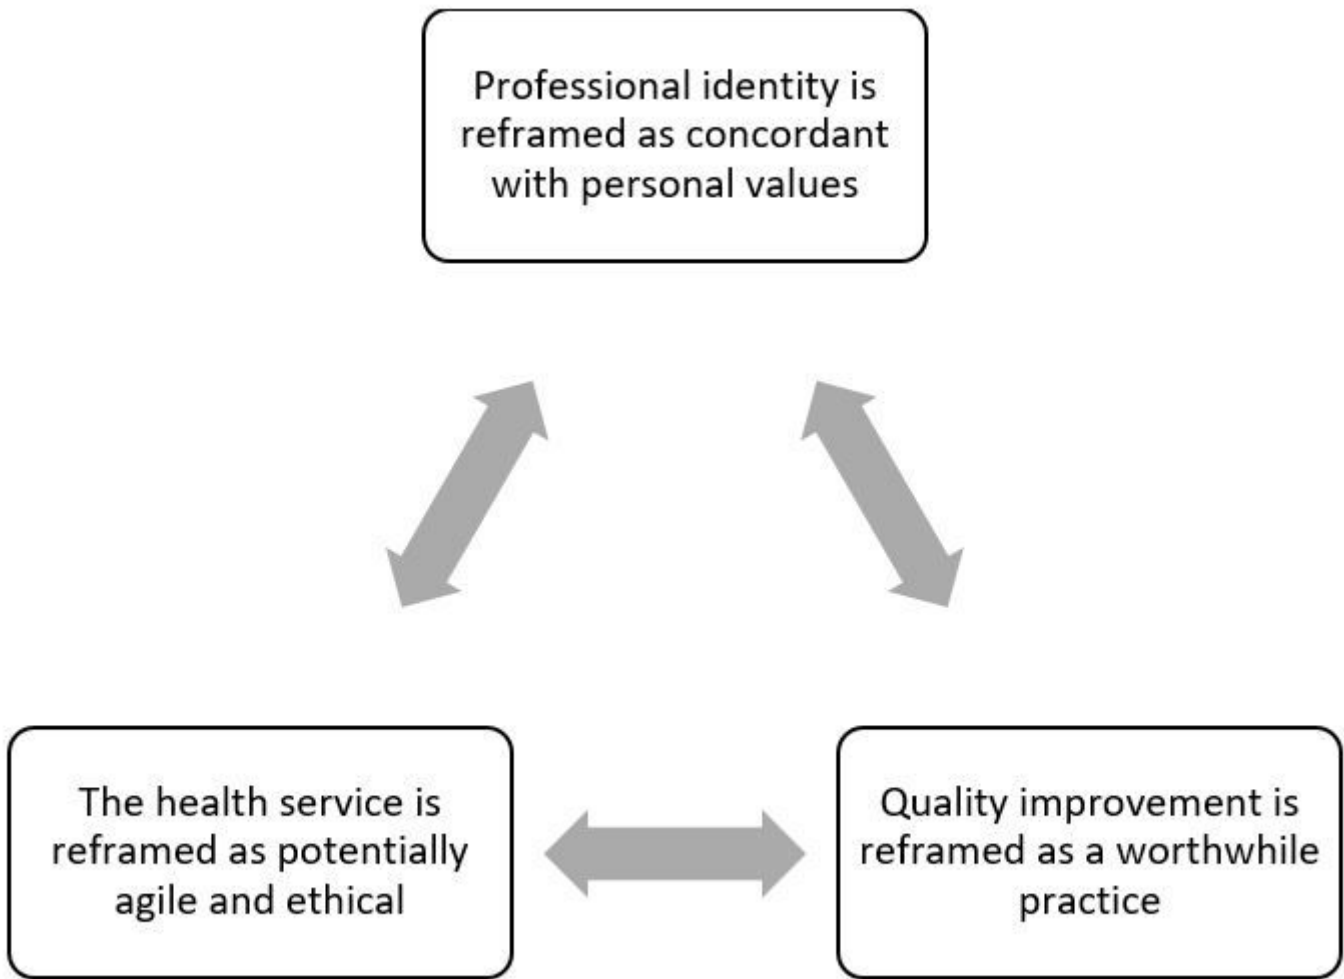 Professional identity is
reframed as concordant
with personal values
The health service is
reframed as potentially
agile and ethical
Quality improvement is
reframed as a worthwhile
practice